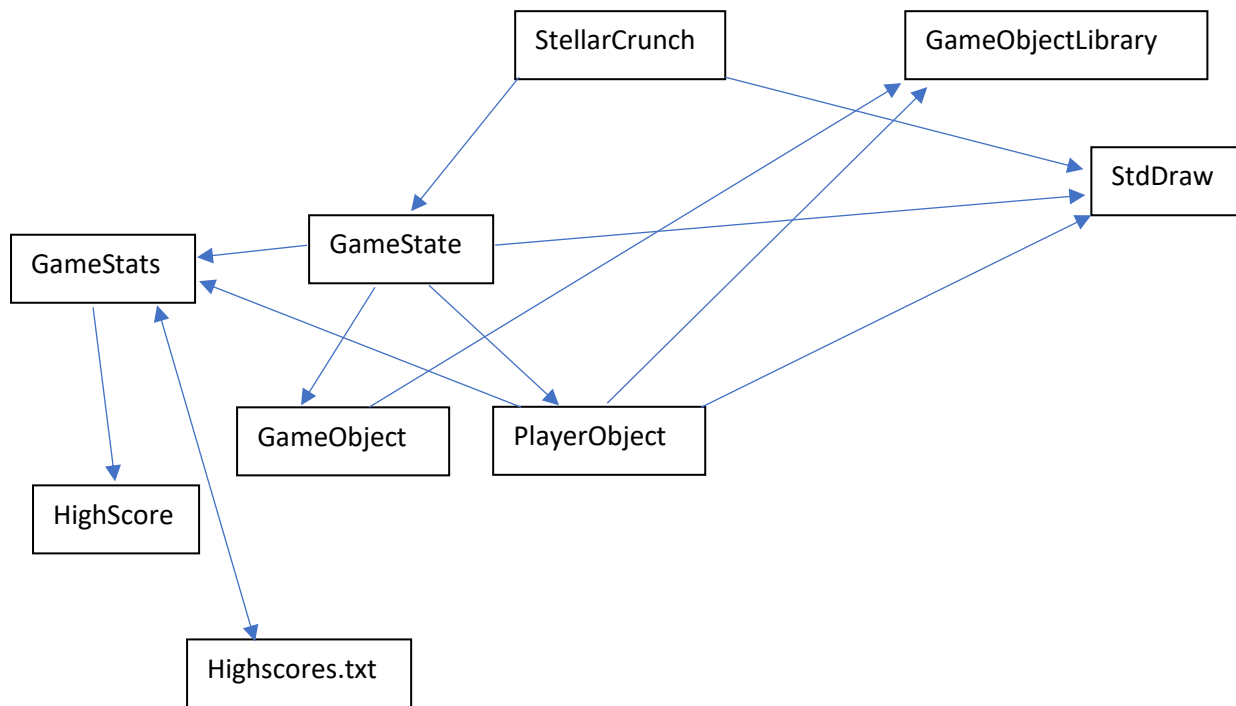 StellarCrunch
GameObjectLibrary
StdDraw
GameState
GameStats
GameObject
PlayerObject
HighScore
Highscores.txt